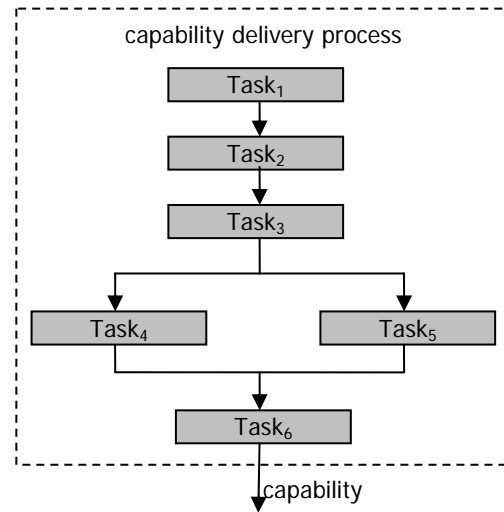 capability delivery process
Task₁
Task₂
Task₃
Task₄
Task₅
Task₆
capability